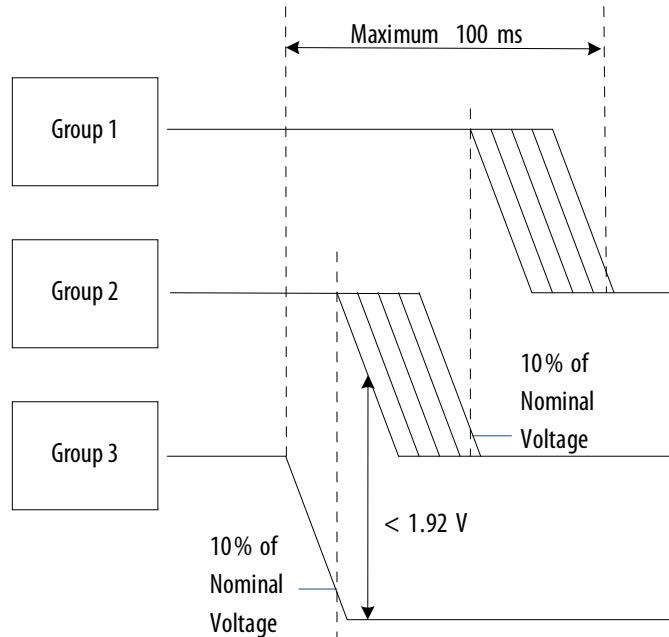 Maximum 100 ms
Group 1
Group 2
10% of
Nominal
Voltage
Group 3
< 1.92 V
10% of
Nominal
Voltage